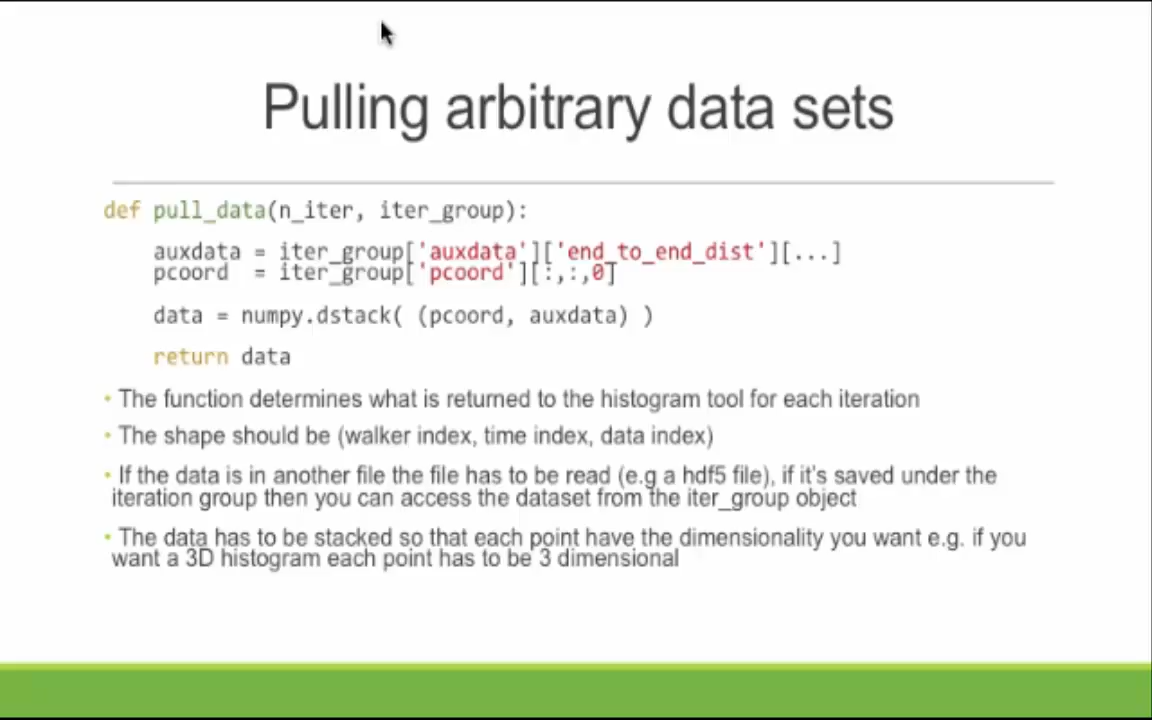 Pulling arbitrary data sets
def pull_data(n_iter, iter_group):
auxdata = iter_group['auxdata']['end_to_end_dist'][...]
pcoord  = iter_group['pcoord'][:,:,0]
data = numpy.dstack( (pcoord, auxdata) )
return data
• The function determines what is returned to the histogram tool for each iteration
• The shape should be (walker index, time index, data index)
• If the data is in another file the file has to be read (e.g a hdf5 file), if it's saved under the
iteration group then you can access the dataset from the iter_group object
• The data has to be stacked so that each point have the dimensionality you want e.g. if you
want a 3D histogram each point has to be 3 dimensional